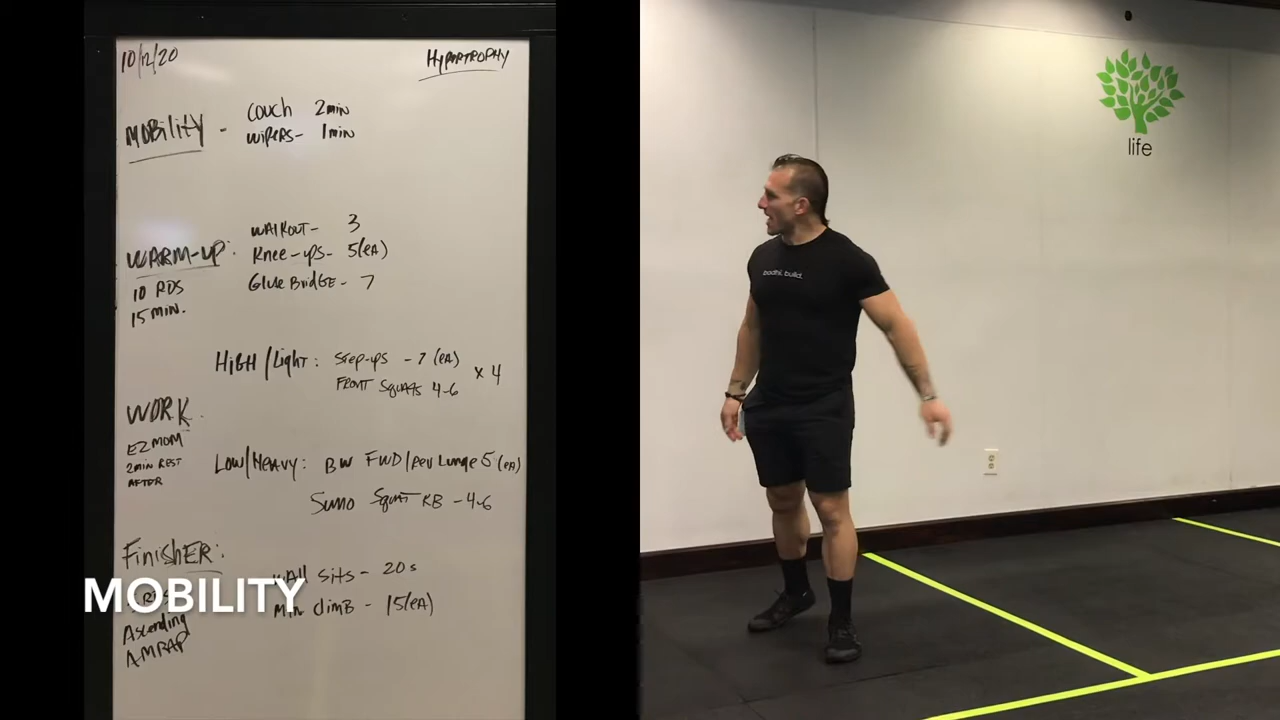 10/12/20
HYPERTROPHY
MOBILITY - COUCH 2min
WIPERS- 1min
WARM-UP: WALKOUT- 3
KNEE-UPS- 5(EA)
GLUTE BRIDGE - 7
10 RDS
15 MIN.
HIGH/Light: STEP-UPS - 7 (EA)
FRONT SQUATS 4-6 x 4
WORK
EZMOM
2MIN REST
AFTER
LOW/HEAVY: BW FWD/REV LUNGE 5 (EA)
SUMO SQUAT KB - 4-6
FINISHER:
WALL SITS - 20s
MTN. CLIMB - 15(EA)
Ascending
AMRAP
MOBILITY
bodhi. build.
life